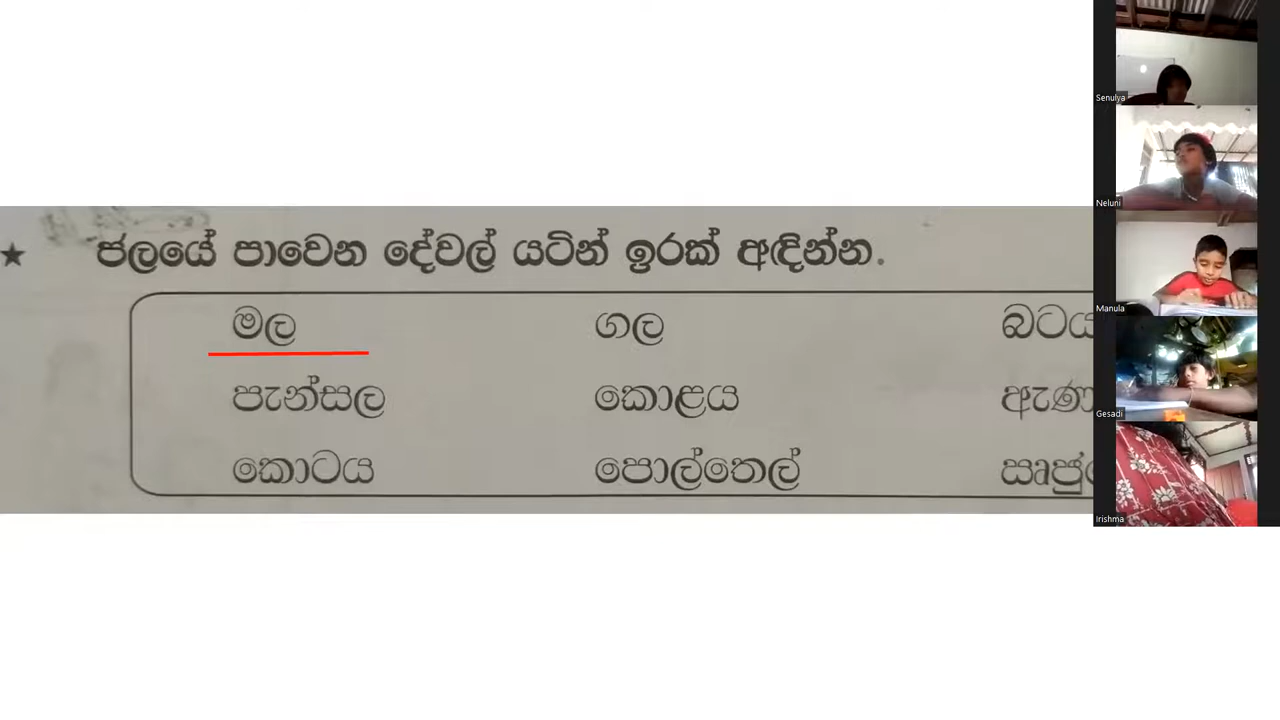 ★ ජලයේ පාවෙන දේවල් යටින් ඉරක් අඳින්න.
මල ගල
පැන්සල කොළය
කොටය පොල්තෙල්
Senulya
Neluni
Manula
Gesadi
Irishma